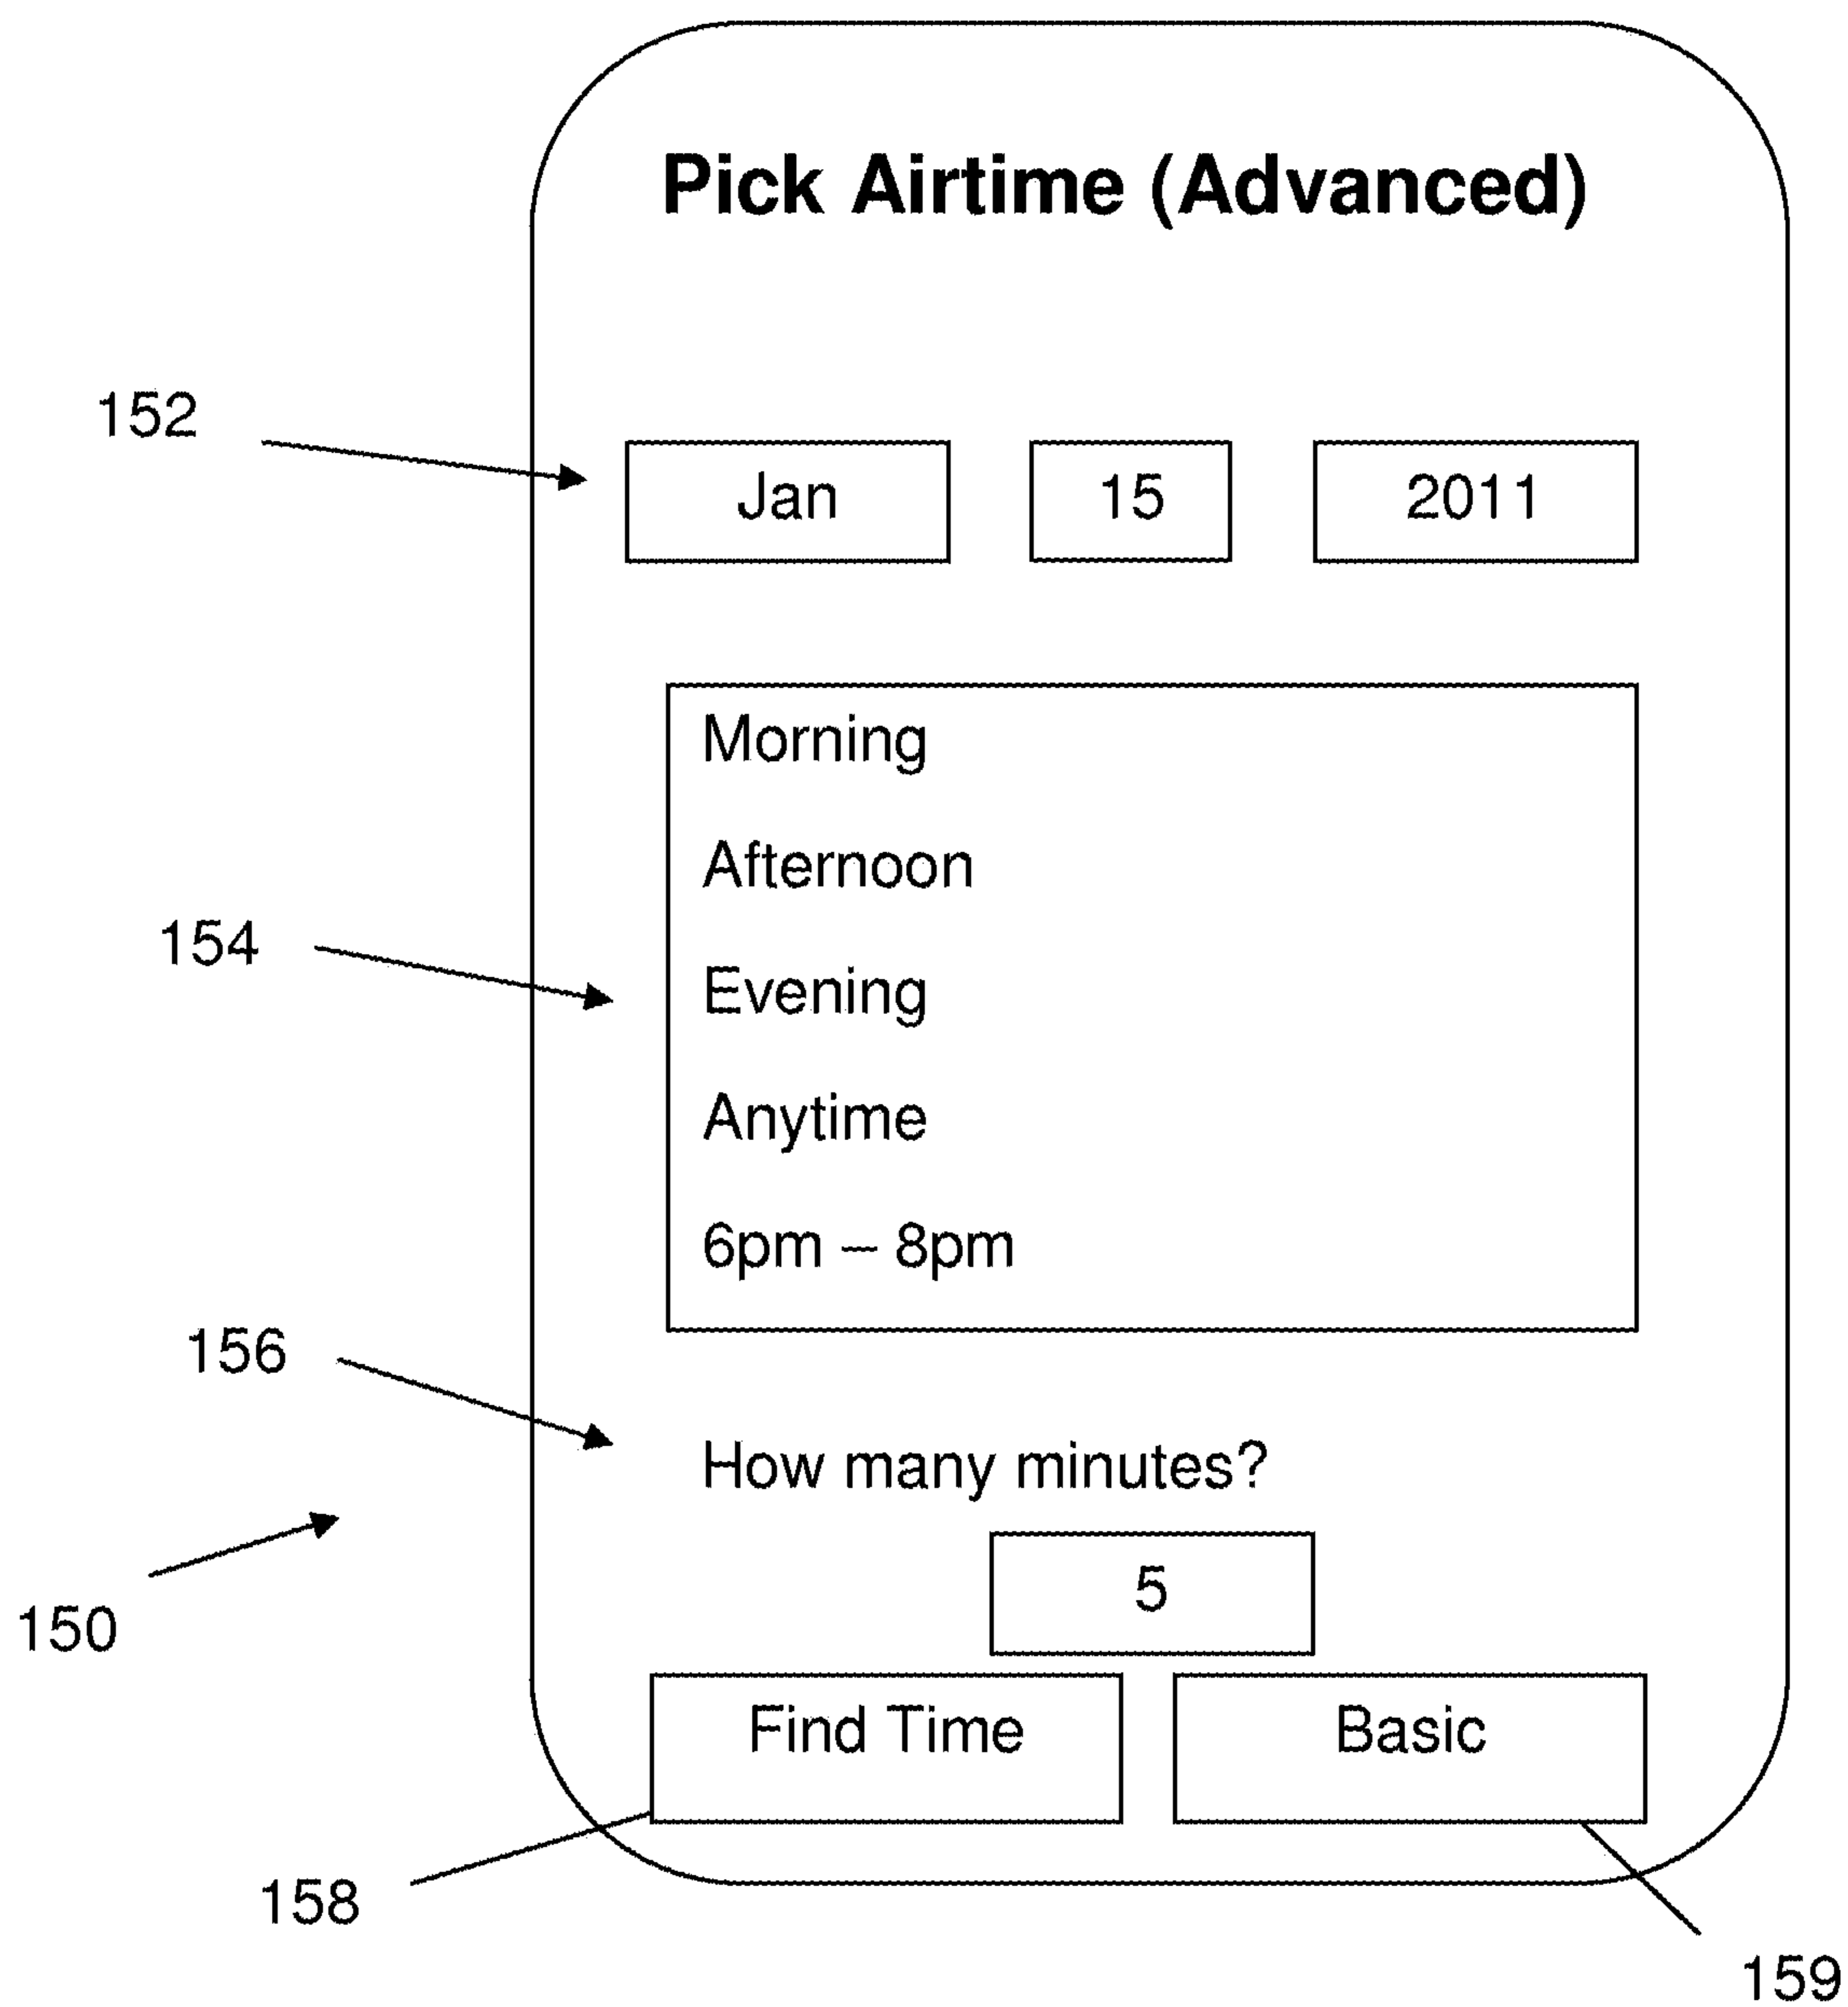 Pick Airtime (Advanced)
152
Jan 15 2011
Morning
Afternoon
154
Evening
Anytime
6pm – 8pm
156
How many minutes?
150
5
Find Time Basic
158
159